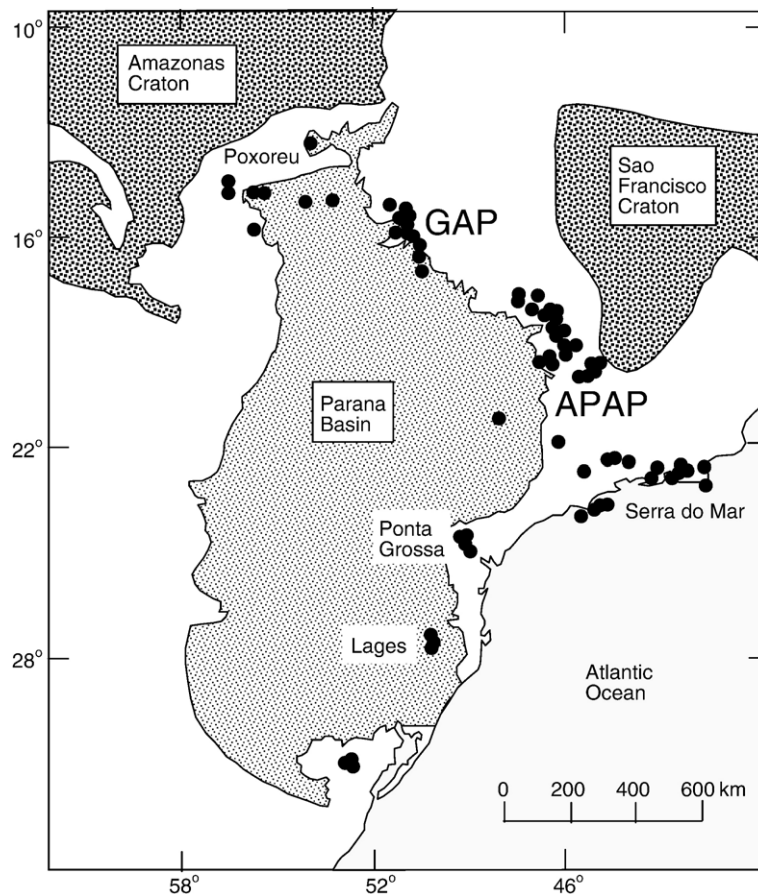 10°
Amazonas
Craton
Poxoreu
Sao
Francisco
Craton
GAP
16°
APAP
Parana
Basin
22°
Serra do Mar
Ponta
Grossa
Lages
28°
Atlantic
Ocean
0 200 400 600 km
58° 52° 46°